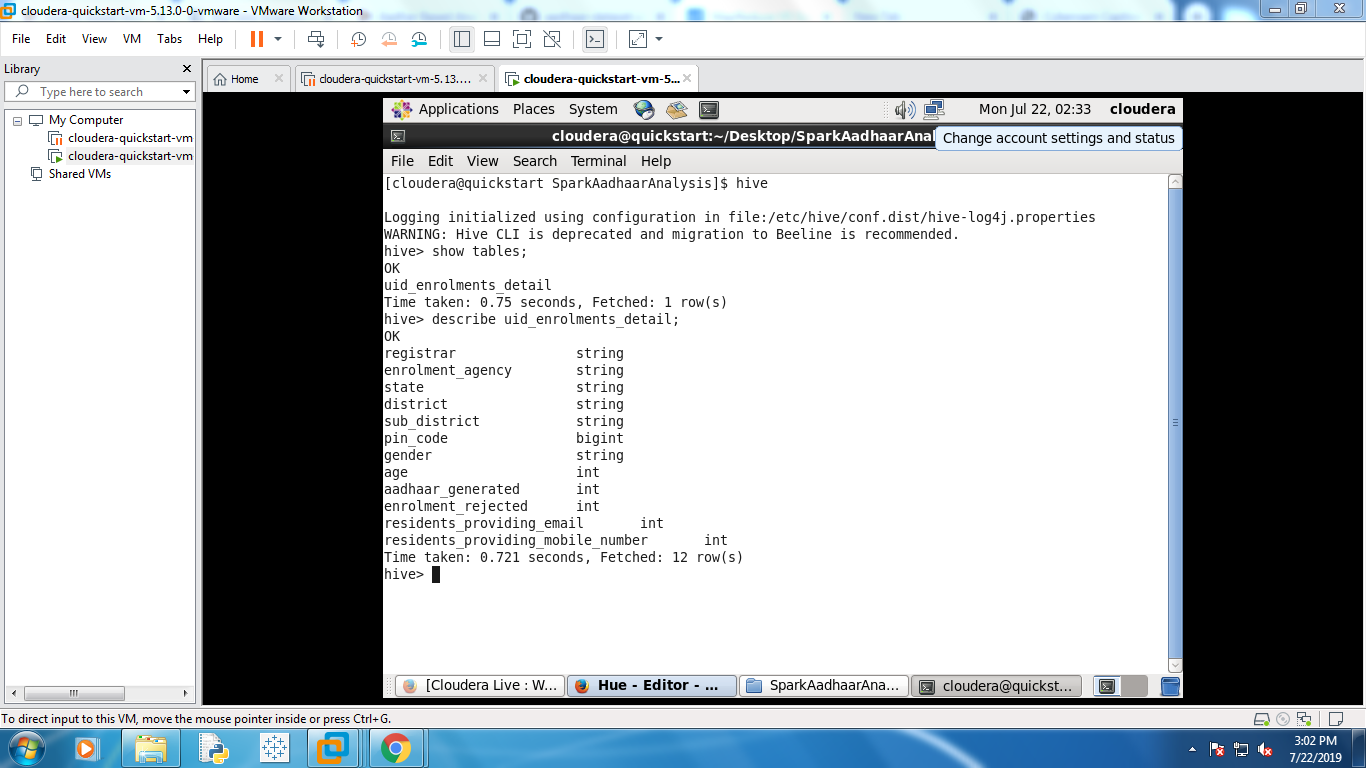 cloudera-quickstart-vm-5.13.0-0-vmware - VMware Workstation
File Edit View VM Tabs Help
Library
Type here to search
My Computer
cloudera-quickstart-vm
cloudera-quickstart-vm
Shared VMs
Home cloudera-quickstart-vm-5.13.... cloudera-quickstart-vm-5...
Applications Places System Mon Jul 22, 02:33 cloudera
cloudera@quickstart:~/Desktop/SparkAadhaarAnal
Change account settings and status
File Edit View Search Terminal Help
[cloudera@quickstart SparkAadhaarAnalysis]$ hive
Logging initialized using configuration in file:/etc/hive/conf.dist/hive-log4j.properties
WARNING: Hive CLI is deprecated and migration to Beeline is recommended.
hive> show tables;
OK
uid_enrolments_detail
Time taken: 0.75 seconds, Fetched: 1 row(s)
hive> describe uid_enrolments_detail;
OK
registrar string
enrolment_agency string
state string
district string
sub_district string
pin_code bigint
gender string
age int
aadhaar_generated int
enrolment_rejected int
residents_providing_email int
residents_providing_mobile_number int
Time taken: 0.721 seconds, Fetched: 12 row(s)
hive>
[Cloudera Live : W... Hue - Editor - ... SparkAadhaarAna... cloudera@quickst...
To direct input to this VM, move the mouse pointer inside or press Ctrl+G.
3:02 PM
7/22/2019